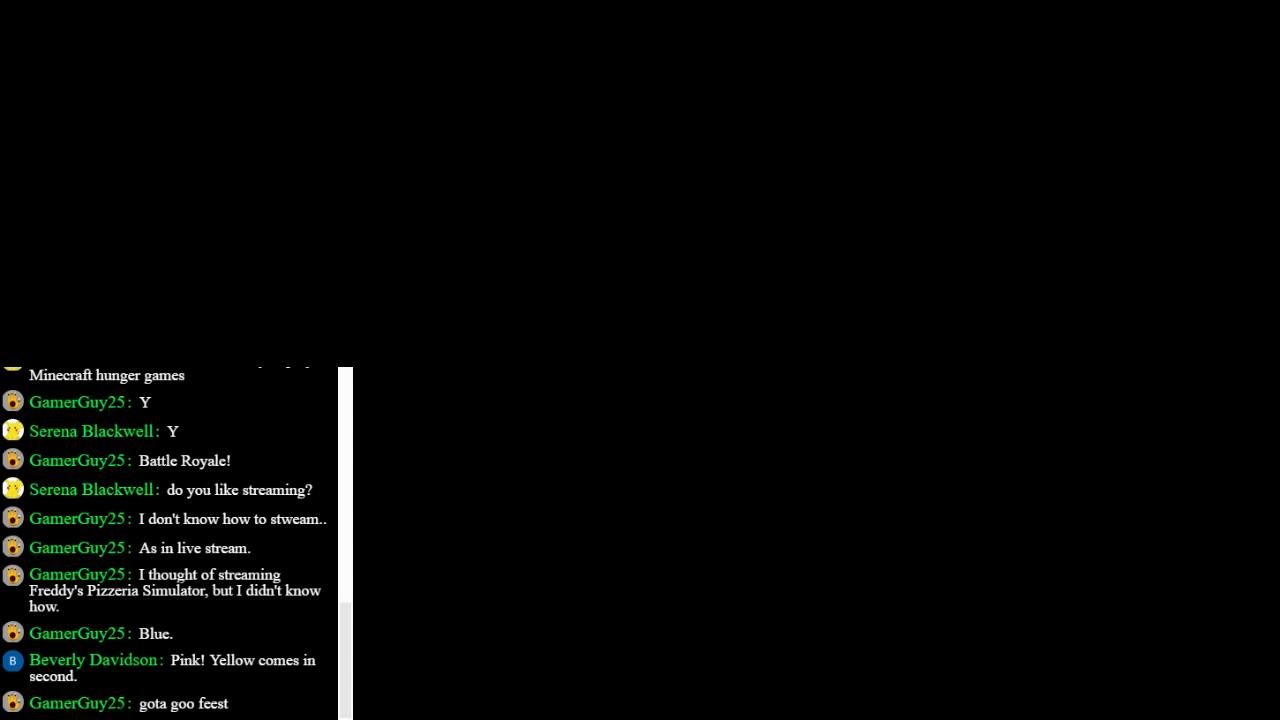 Minecraft hunger games
GamerGuy25: Y
Serena Blackwell: Y
GamerGuy25: Battle Royale!
Serena Blackwell: do you like streaming?
GamerGuy25: I don't know how to stweam..
GamerGuy25: As in live stream.
GamerGuy25: I thought of streaming
Freddy's Pizzeria Simulator, but I didn't know
how.
GamerGuy25: Blue.
B Beverly Davidson: Pink! Yellow comes in
second.
GamerGuy25: gota goo feest